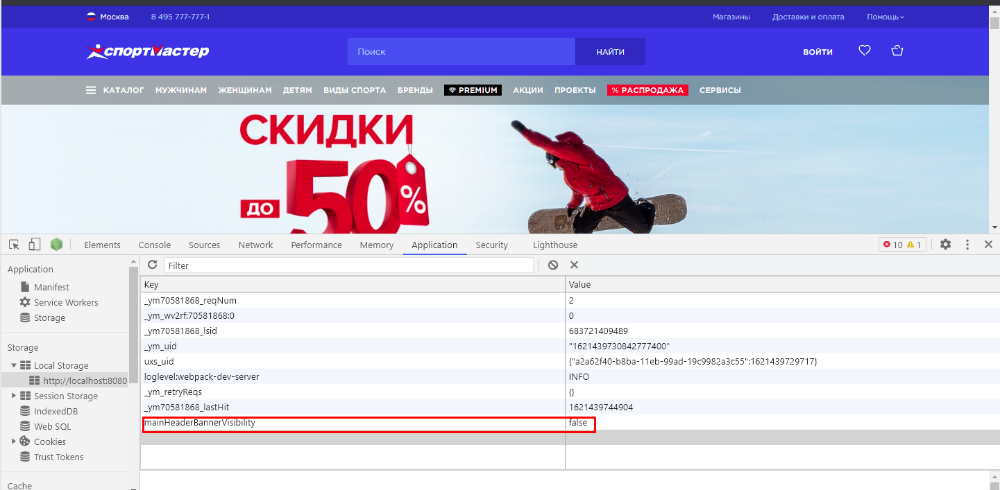 Москва 8 495 777-777-1 Магазины Доставки и оплата Помощь
СПОРТМАСТЕР Поиск НАЙТИ ВОЙТИ
КАТАЛОГ МУЖЧИНАМ ЖЕНЩИНАМ ДЕТЯМ ВИДЫ СПОРТА БРЕНДЫ PREMIUM АКЦИИ ПРОЕКТЫ % РАСПРОДАЖА СЕРВИСЫ
СКИДКИ
ДО 50 %
Elements Console Sources Network Performance Memory Application Security Lighthouse 10 1
Application
Manifest
Service Workers
Storage
Storage
Local Storage
http://localhost:8080
Session Storage
IndexedDB
Web SQL
Cookies
Trust Tokens
Cache
Filter
Key Value
_ym70581868_reqNum 2
_ym_wv2rf:70581868:0 0
_ym70581868_lsid 683721409489
_ym_uid "1621439730842777400"
uxs_uid {"a2a62f40-b8ba-11eb-99ad-19c9982a3c55":1621439729717}
loglevel:webpack-dev-server INFO
_ym_retryReqs {}
_ym70581868_lastHit 1621439744904
mainHeaderBannerVisibility false